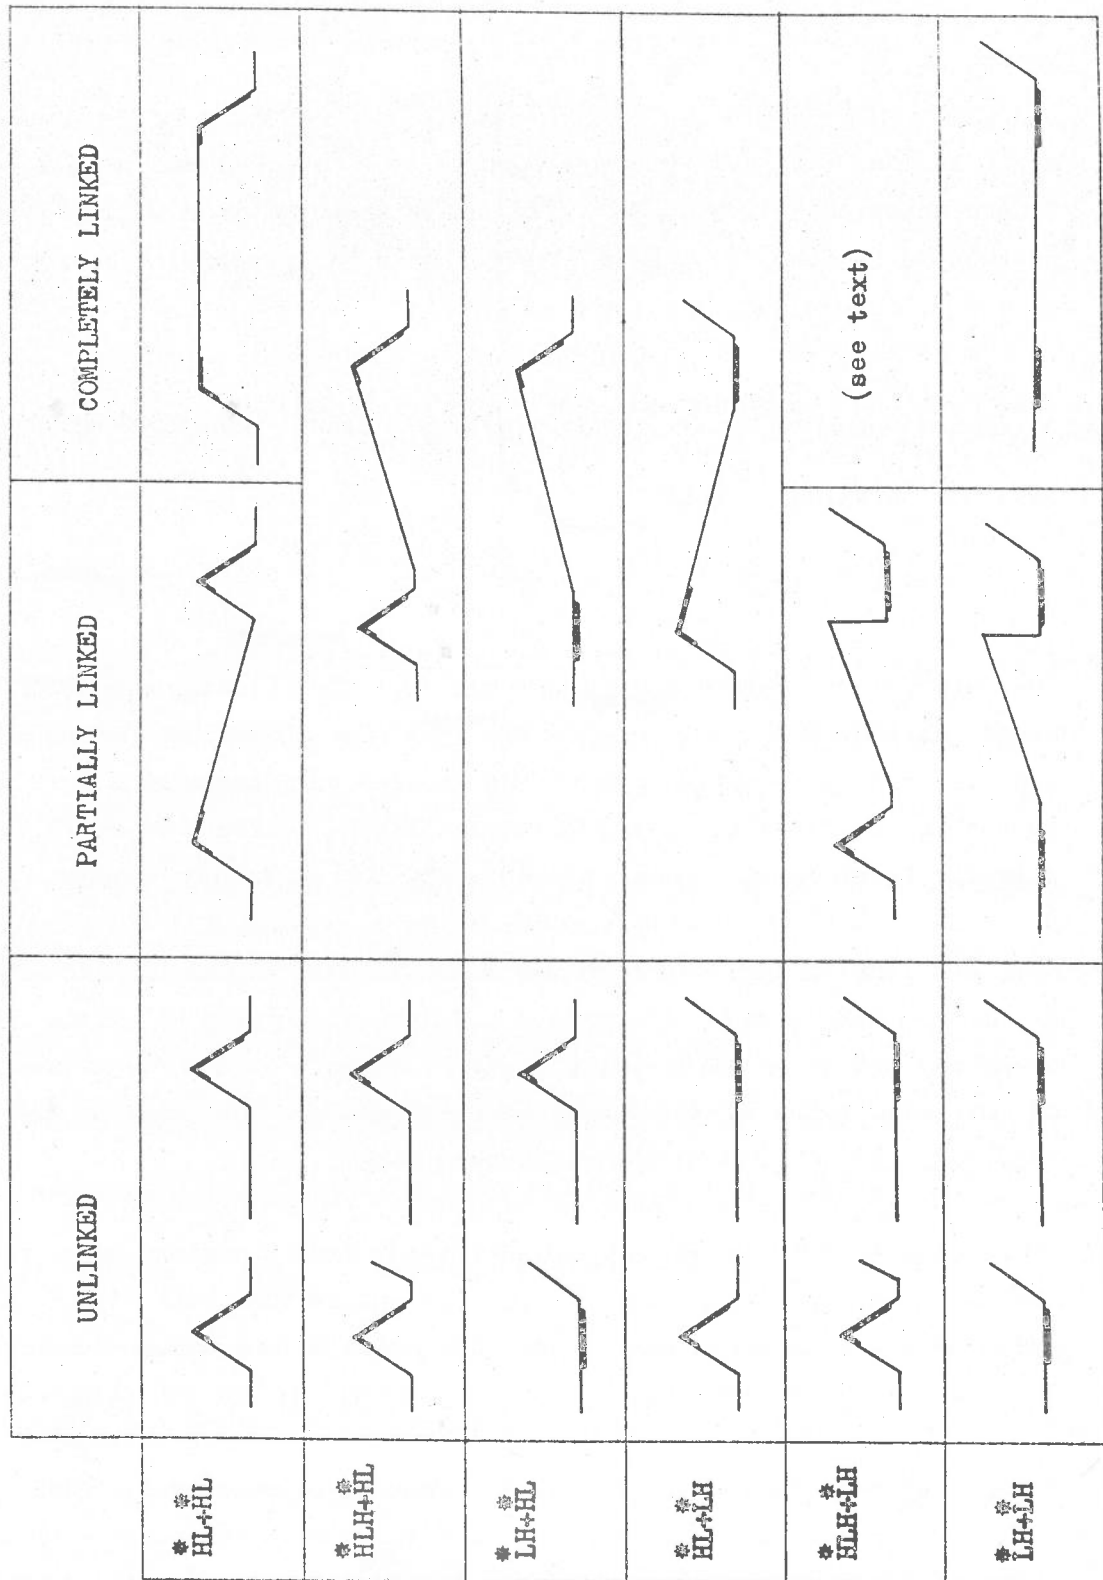 UNLINKED
PARTIALLY LINKED
COMPLETELY LINKED
* *
HL+HL
* *
HLH+HL
* *
LH+HL
* *
HL+LH
* *
HLH+LH
(see text)
* *
LH+LH